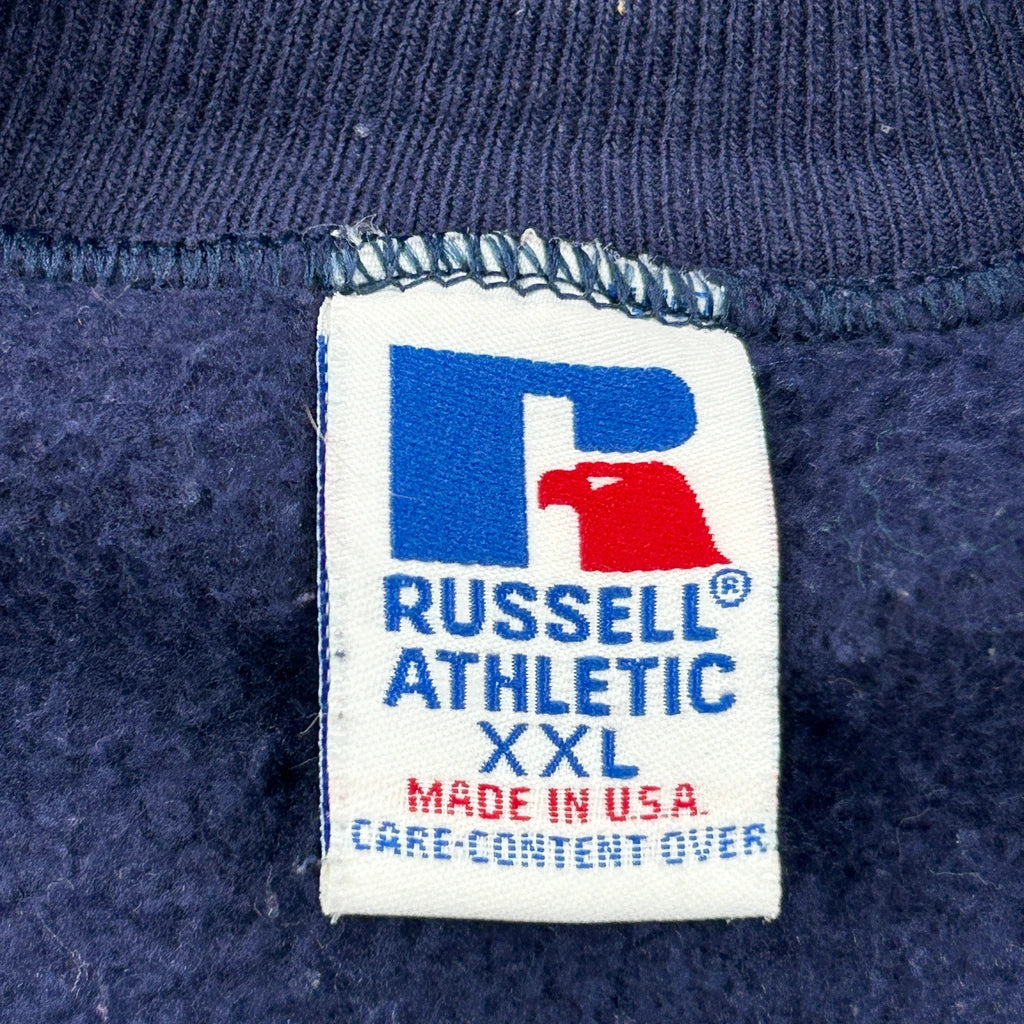 R
RUSSELL®
ATHLETIC
XXL
MADE IN U.S.A.
CARE-CONTENT OVER